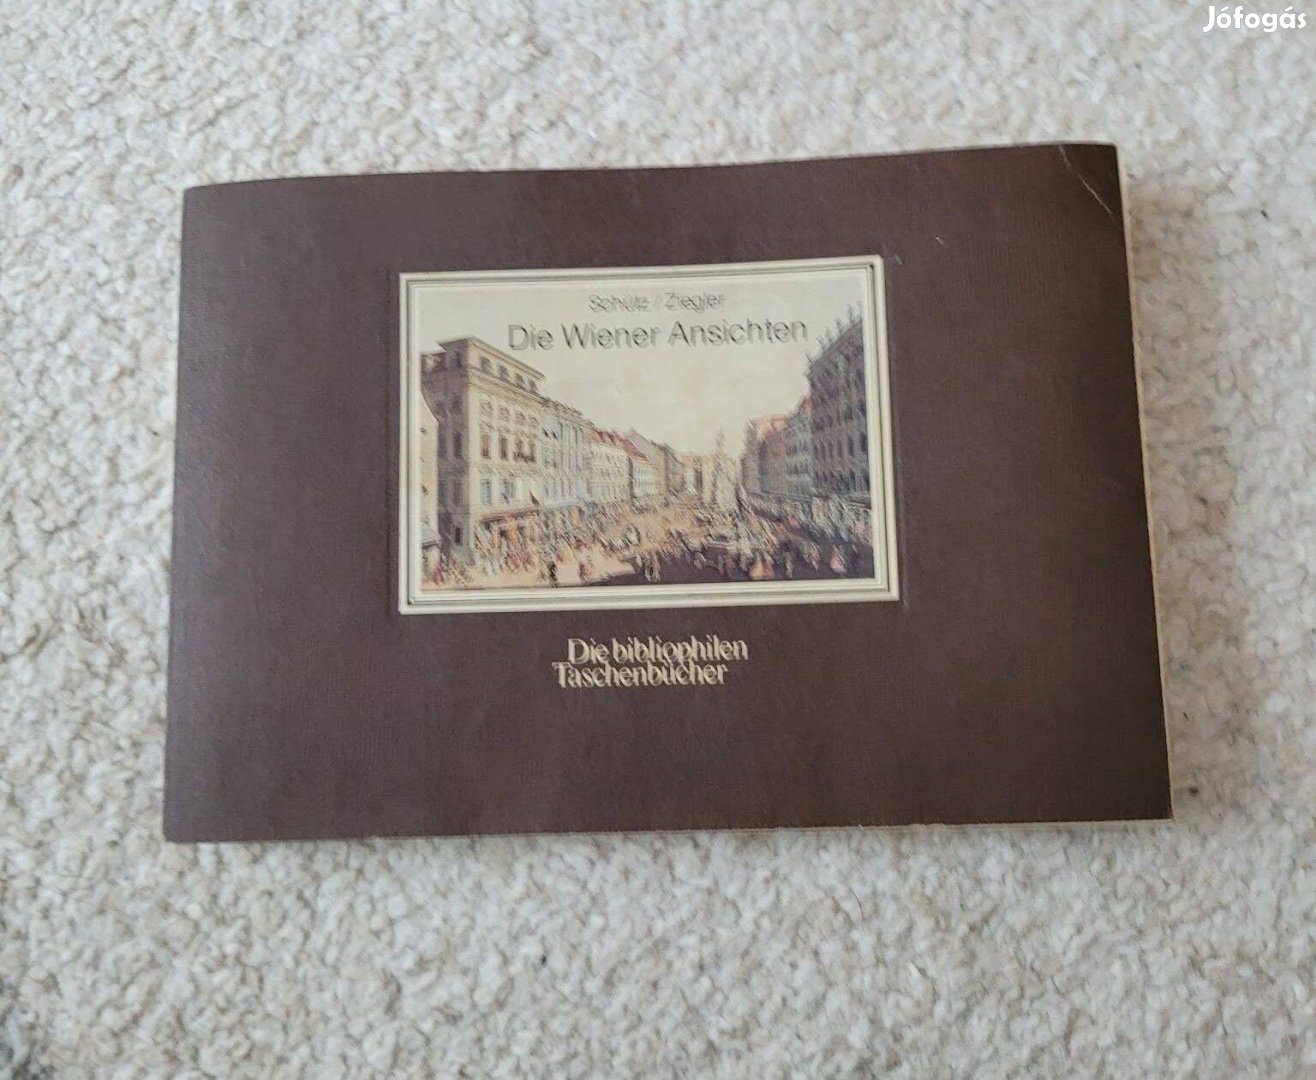 Jófogás
Schütz / Ziegler
Die Wiener Ansichten
Die bibliophilen
Taschenbücher